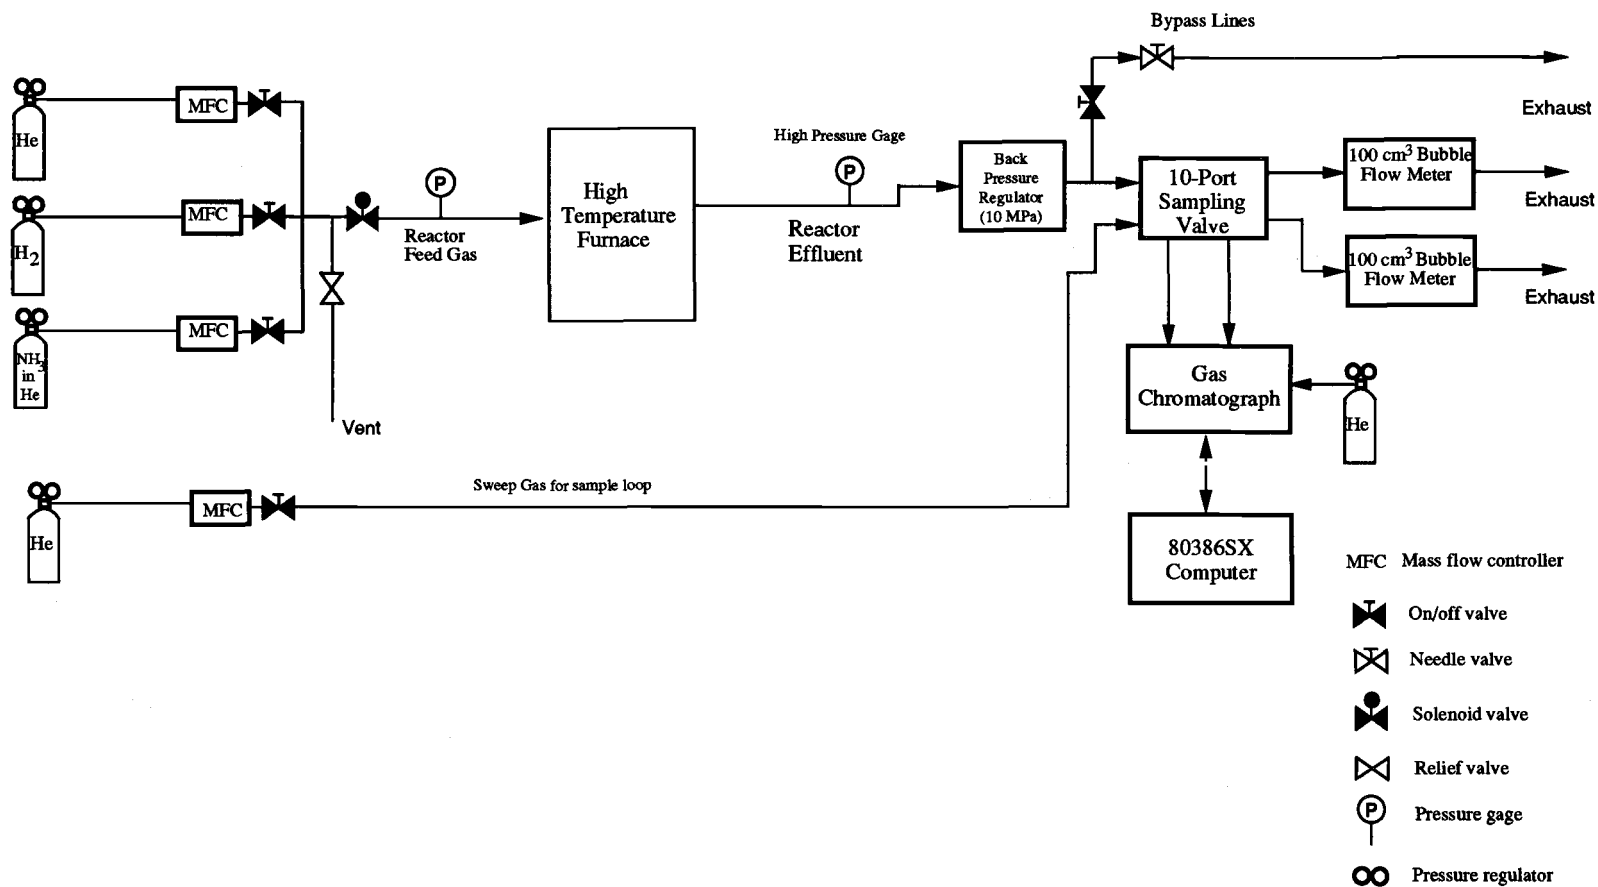 Bypass Lines
Exhaust
He
MFC
H2
MFC
NH3
in
He
MFC
Vent
P
Reactor
Feed Gas
High
Temperature
Furnace
High Pressure Gage
P
Reactor
Effluent
Back
Pressure
Regulator
(10 MPa)
10-Port
Sampling
Valve
100 cm3 Bubble
Flow Meter
Exhaust
100 cm3 Bubble
Flow Meter
Exhaust
Gas
Chromatograph
He
He
MFC
Sweep Gas for sample loop
80386SX
Computer
MFC Mass flow controller
On/off valve
Needle valve
Solenoid valve
Relief valve
P Pressure gage
Pressure regulator